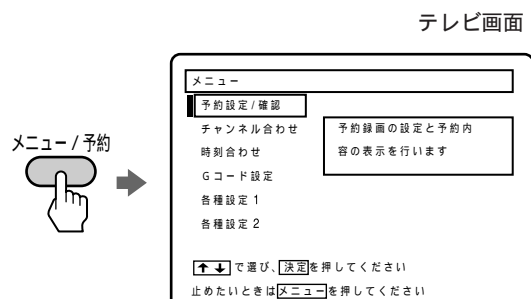 テレビ画面
メニュー / 予約
メニュー
予約設定/確認
チャンネル合わせ
時刻合わせ
Gコード設定
各種設定1
各種設定2
予約録画の設定と予約内
容の表示を行います
↑↓で選び、決定を押してください
止めたいときはメニューを押してください